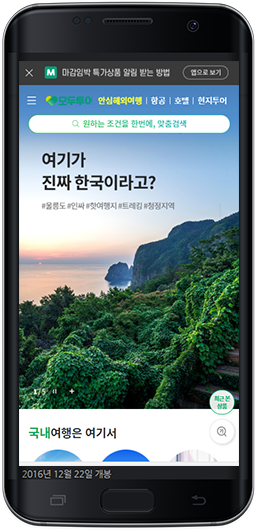 M 마감임박 특가상품 알림 받는 방법 앱으로 보기
모두투어 안심해외여행 | 항공 | 호텔 | 현지투어
원하는 조건을 한번에, 맞춤검색
여기가
진짜 한국이라고?
#울릉도 #인싸 #핫여행지 #트레킹 #청정지역
1/5
최근 본
상품
국내여행은 여기서
2016년 12월 22일 개봉